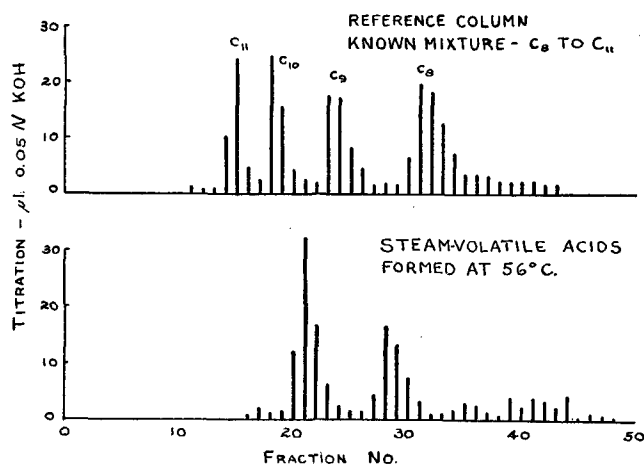 REFERENCE COLUMN
KNOWN MIXTURE - C8 TO C11
30
20
10
0
C11
C10
C9
C8
TITRATION - μl. 0.05 N KOH
STEAM-VOLATILE ACIDS
FORMED AT 56°C.
30
20
10
0
0
10
20
30
40
50
FRACTION NO.